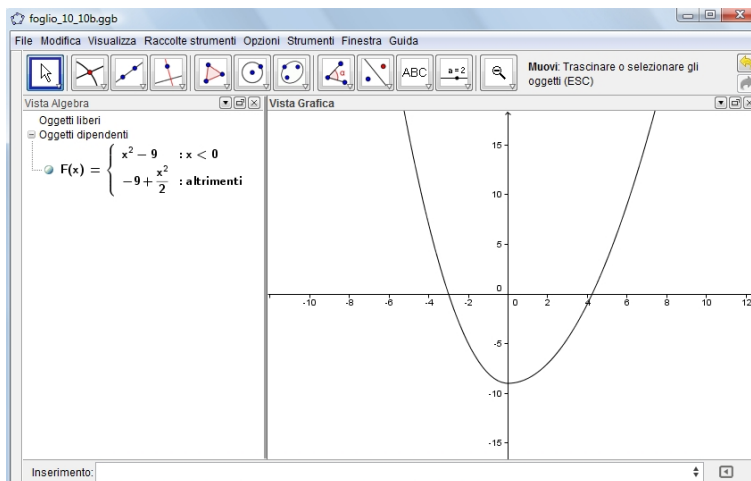 foglio_10_10b.ggb
File Modifica Visualizza Raccolte strumenti Opzioni Strumenti Finestra Guida
ABC a=2 Muovi: Trascinare o selezionare gli
oggetti (ESC)
Vista Algebra Vista Grafica
Oggetti liberi
Oggetti dipendenti
F(x) = { x² − 9 : x < 0
−9 + x²/2 : altrimenti
15
10
5
0
-10 -8 -6 -4 -2 0 2 4 6 8 10 12
-5
-10
-15
Inserimento: